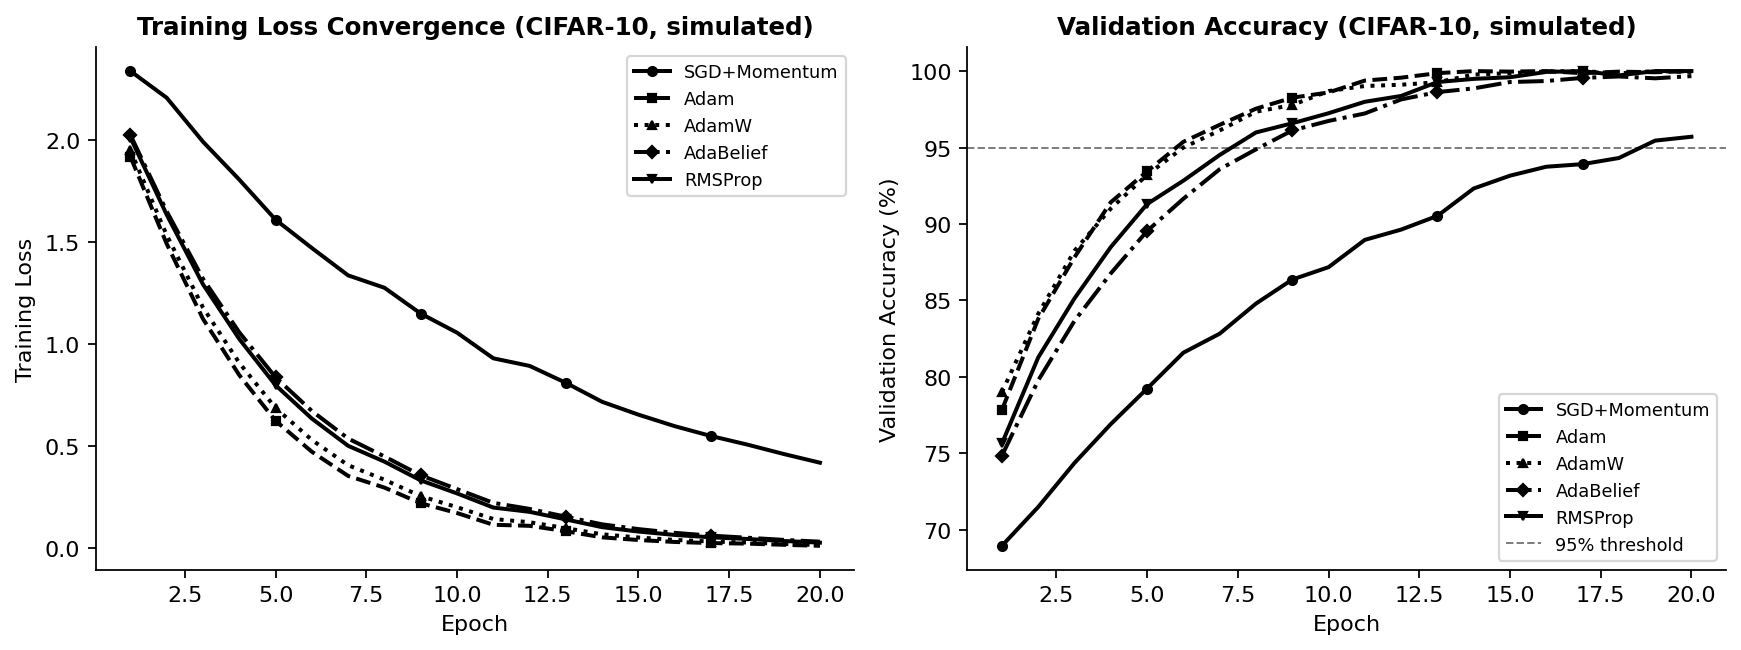 Training Loss Convergence (CIFAR-10, simulated)
Training Loss
2.0
1.5
1.0
0.5
0.0
SGD+Momentum
Adam
AdamW
AdaBelief
RMSProp
2.5 5.0 7.5 10.0 12.5 15.0 17.5 20.0
Epoch
Validation Accuracy (CIFAR-10, simulated)
Validation Accuracy (%)
100
95
90
85
80
75
70
SGD+Momentum
Adam
AdamW
AdaBelief
RMSProp
95% threshold
2.5 5.0 7.5 10.0 12.5 15.0 17.5 20.0
Epoch